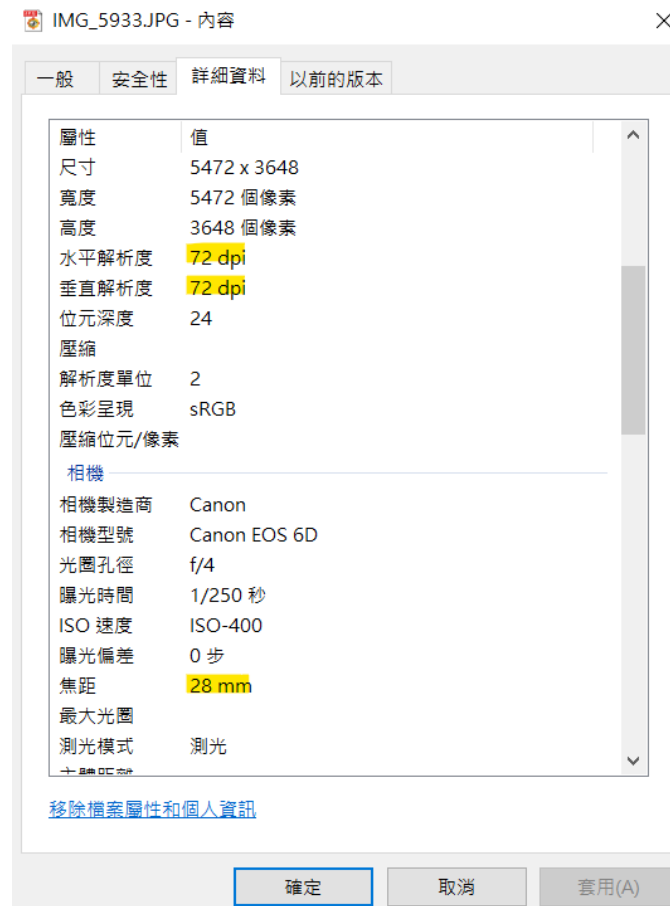 IMG_5933.JPG - 內容
一般 安全性 詳細資料 以前的版本
屬性 值
尺寸 5472 x 3648
寬度 5472 個像素
高度 3648 個像素
水平解析度 72 dpi
垂直解析度 72 dpi
位元深度 24
壓縮
解析度單位 2
色彩呈現 sRGB
壓縮位元/像素
相機
相機製造商 Canon
相機型號 Canon EOS 6D
光圈孔徑 f/4
曝光時間 1/250 秒
ISO 速度 ISO-400
曝光偏差 0 步
焦距 28 mm
最大光圈
測光模式 測光
移除檔案屬性和個人資訊
確定 取消 套用(A)